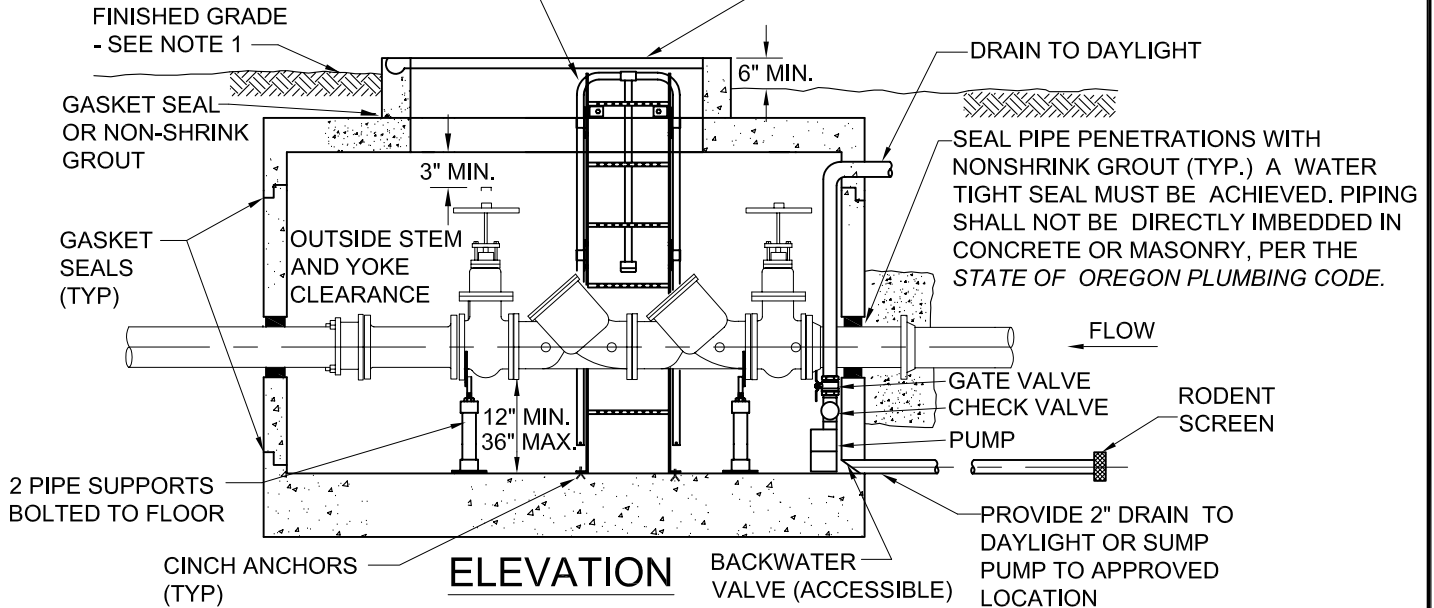 FINISHED GRADE
- SEE NOTE 1
6" MIN.
DRAIN TO DAYLIGHT
GASKET SEAL
OR NON-SHRINK
GROUT
SEAL PIPE PENETRATIONS WITH
NONSHRINK GROUT (TYP.) A WATER
TIGHT SEAL MUST BE ACHIEVED. PIPING
SHALL NOT BE DIRECTLY IMBEDDED IN
CONCRETE OR MASONRY, PER THE
STATE OF OREGON PLUMBING CODE.
3" MIN.
GASKET
SEALS
(TYP)
OUTSIDE STEM
AND YOKE
CLEARANCE
FLOW
GATE VALVE
CHECK VALVE
PUMP
RODENT
SCREEN
12" MIN.
36" MAX.
2 PIPE SUPPORTS
BOLTED TO FLOOR
CINCH ANCHORS
(TYP)
ELEVATION
BACKWATER
VALVE (ACCESSIBLE)
PROVIDE 2" DRAIN TO
DAYLIGHT OR SUMP
PUMP TO APPROVED
LOCATION